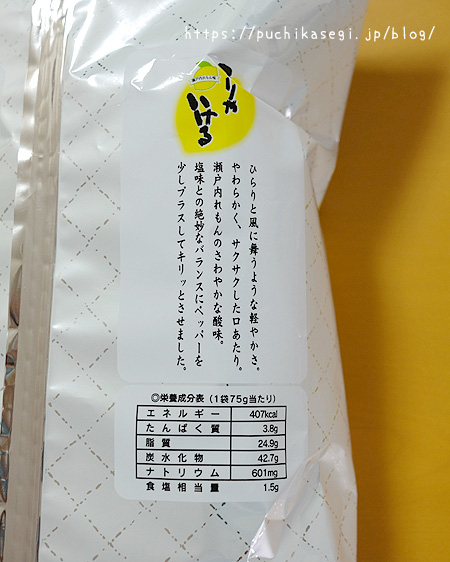 https://puchikasegi.jp/blog/
瀬戸内れもん味
こりゃ
いける
ひらりと風に舞うような軽やかさ。
やわらかく、サクサクした口あたり。
瀬戸内れもんのさわやかな酸味。
塩味との絶妙なバランスにペッパーを
少しプラスしてキリッとさせました。
◎栄養成分表（1袋75g当たり）
エネルギー 407kcal
たんぱく質 3.8g
脂質 24.9g
炭水化物 42.7g
ナトリウム 601mg
食塩相当量 1.5g